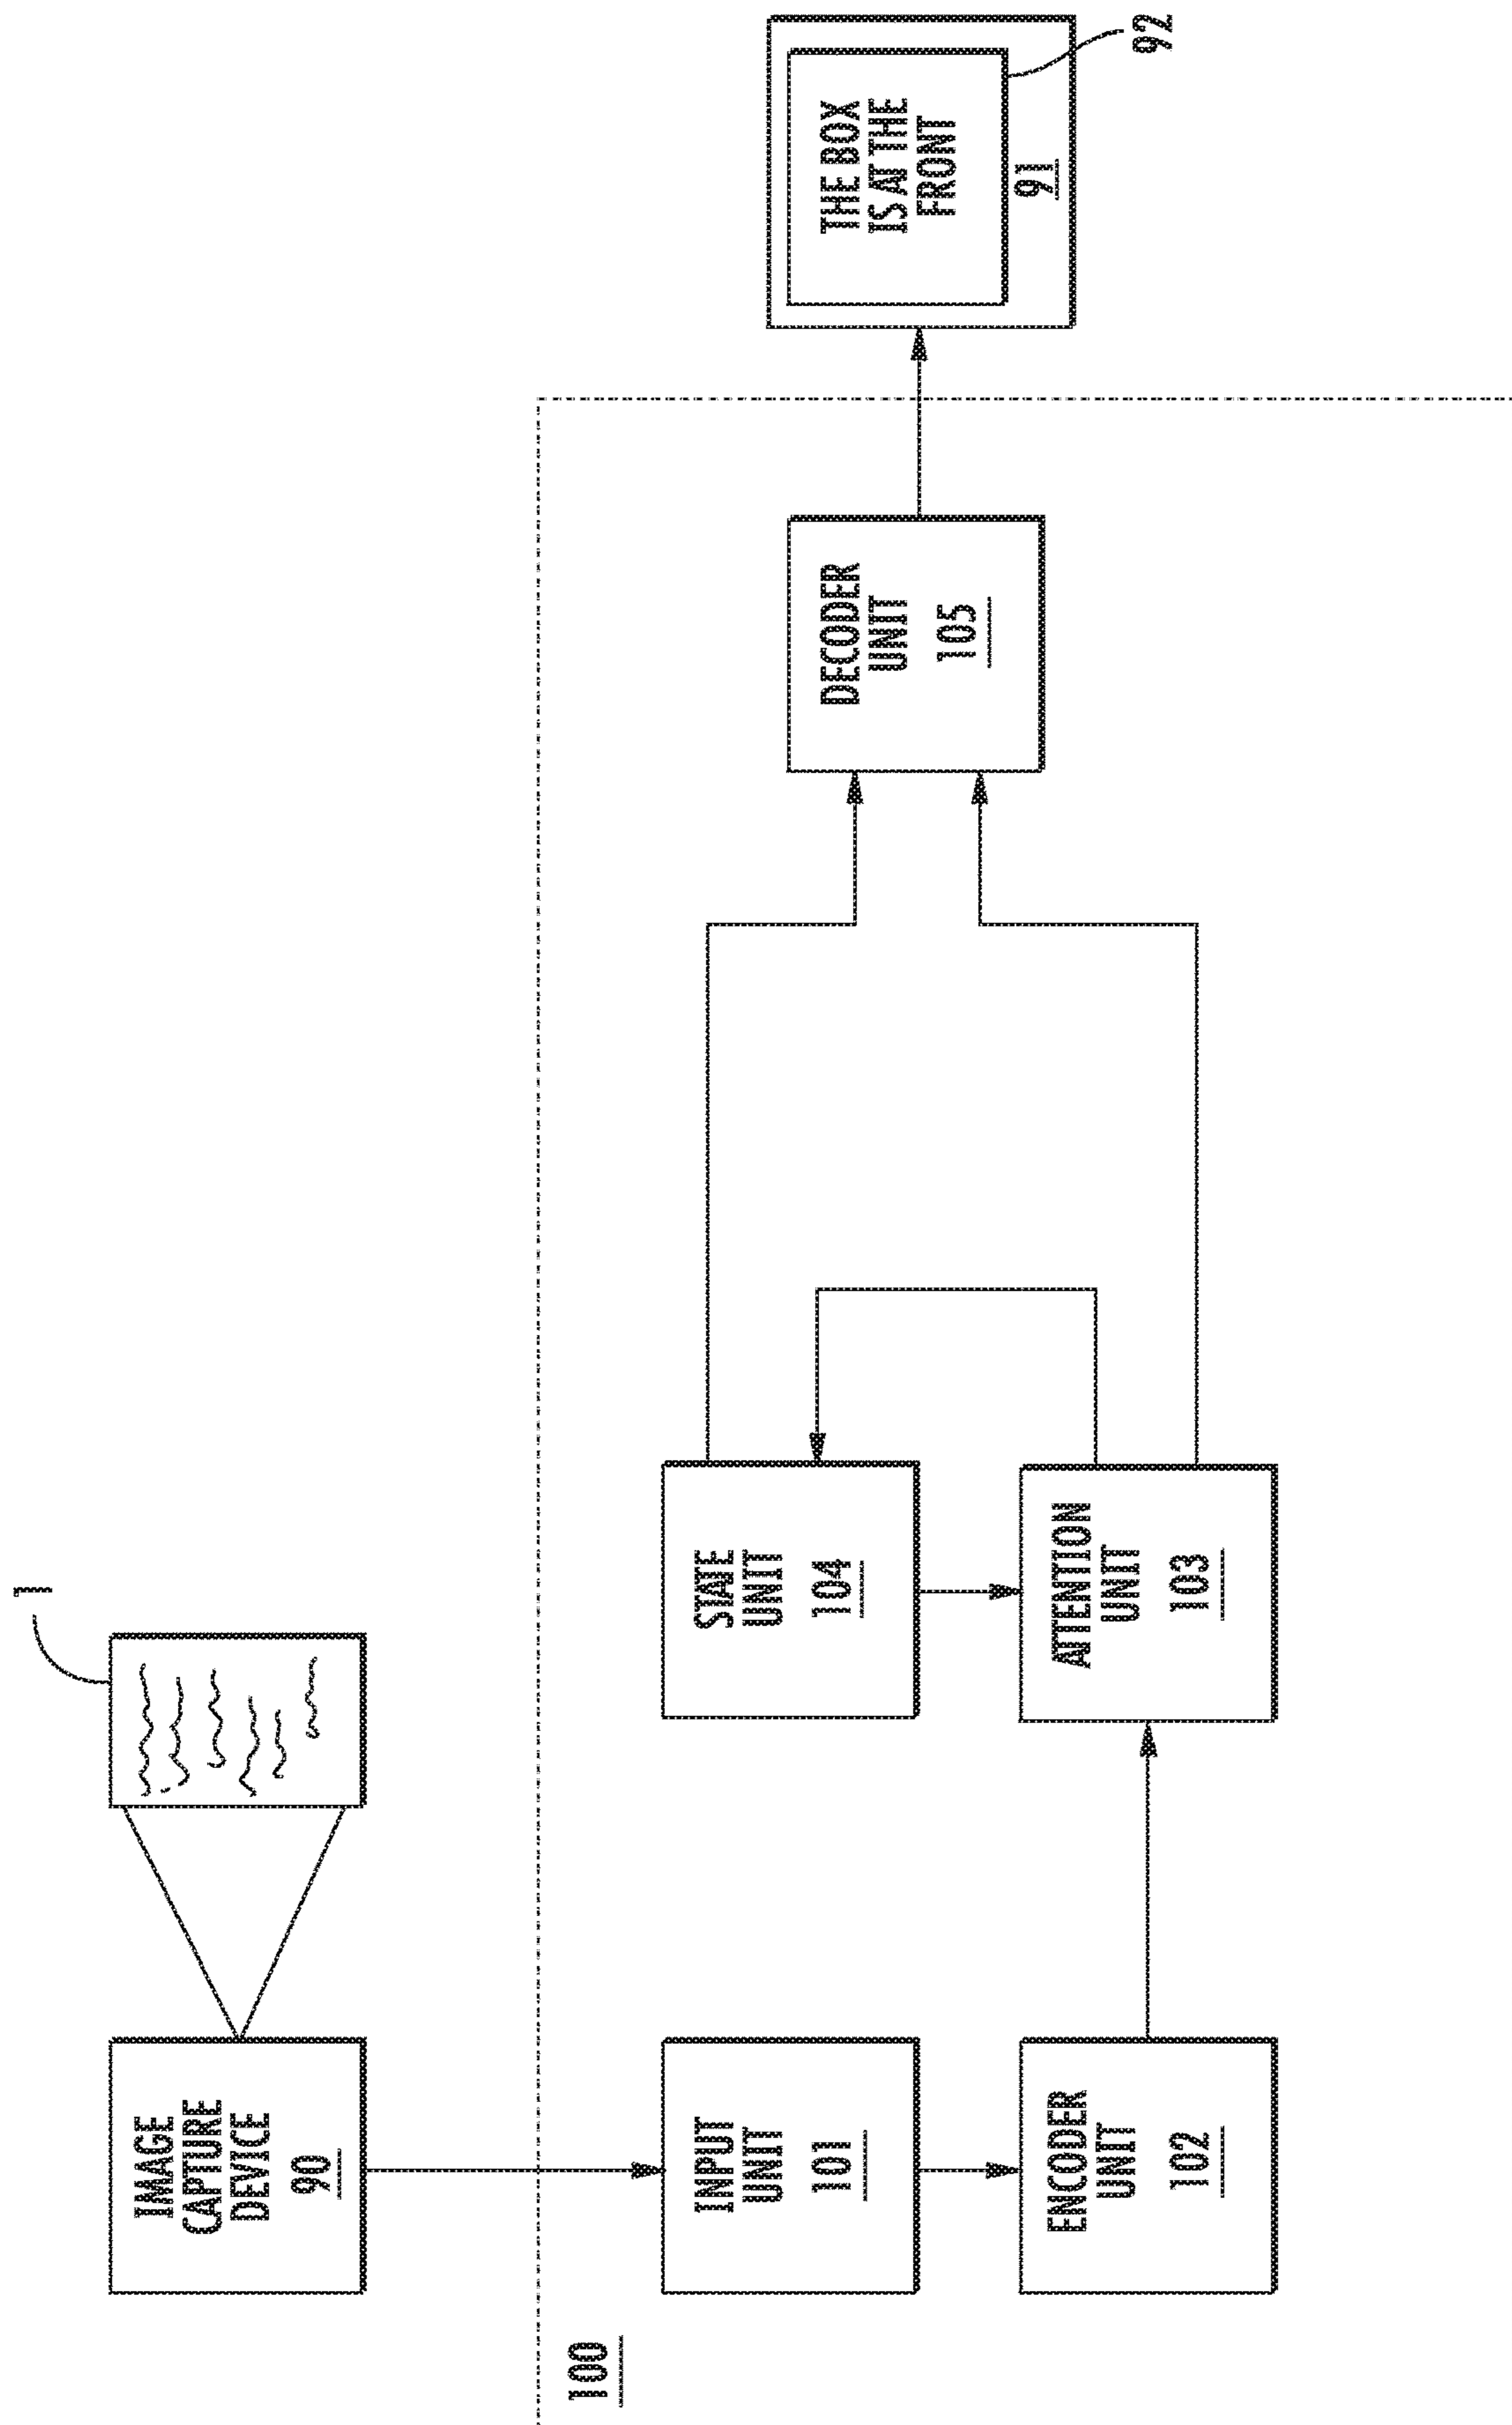 1
IMAGE
CAPTURE
DEVICE
90
100
INPUT
UNIT
101
STATE
UNIT
104
ENCODER
UNIT
102
ATTENTION
UNIT
103
DECODER
UNIT
105
THE BOX
IS AT THE
FRONT
91
92